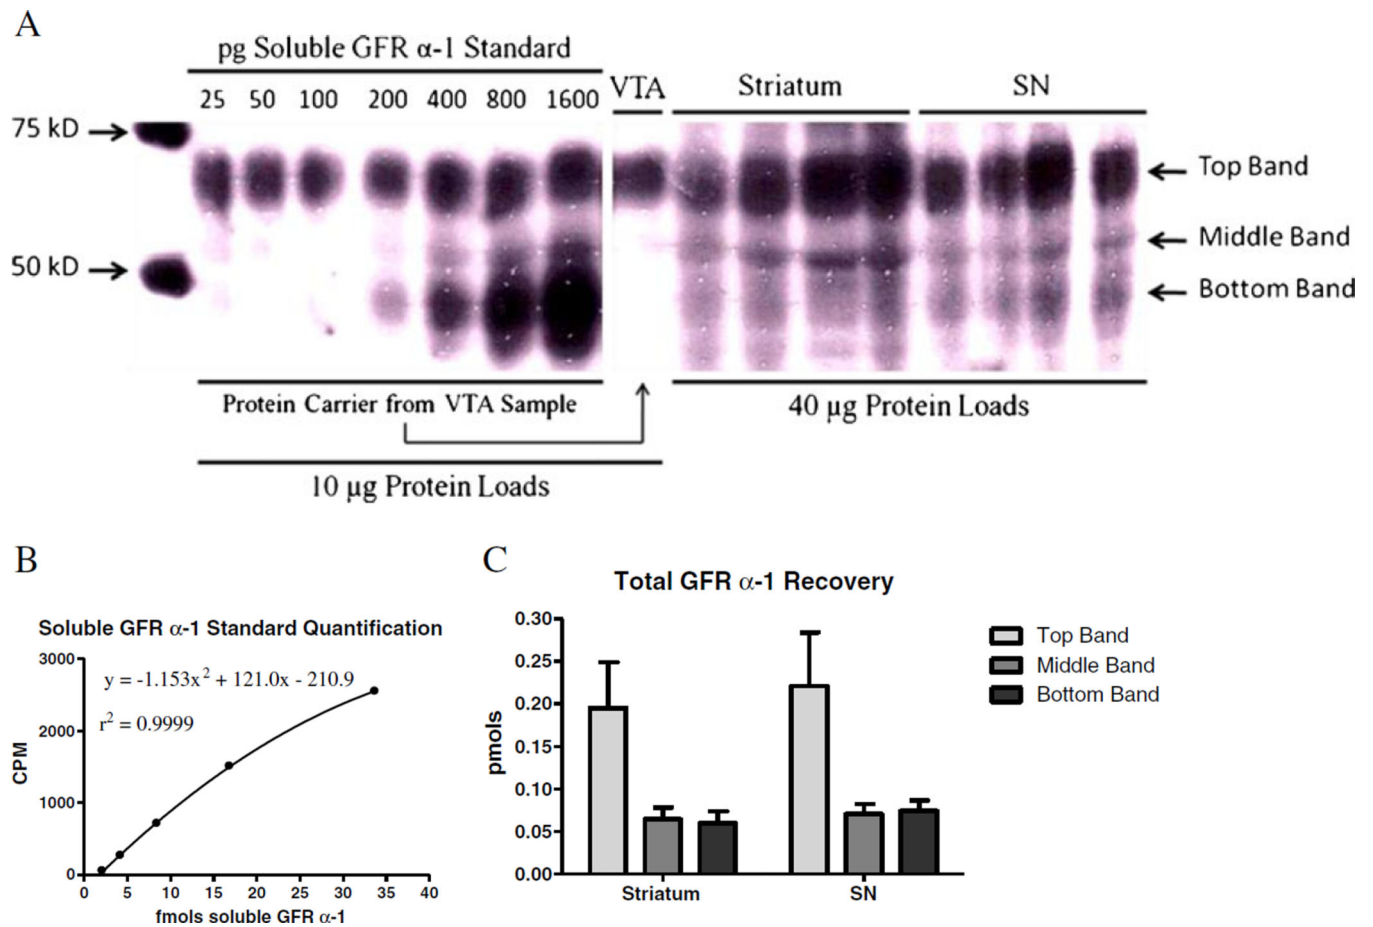 A
pg Soluble GFR α-1 Standard
25 50 100 200 400 800 1600
VTA
Striatum
SN
75 kD
50 kD
Top Band
Middle Band
Bottom Band
Protein Carrier from VTA Sample
10 µg Protein Loads
40 µg Protein Loads
B
Soluble GFR α-1 Standard Quantification
y = -1.153x² + 121.0x - 210.9
r² = 0.9999
CPM
3000
2000
1000
0
0 5 10 15 20 25 30 35 40
fmols soluble GFR α-1
C
Total GFR α-1 Recovery
pmols
0.30
0.25
0.20
0.15
0.10
0.05
0.00
Striatum SN
Top Band
Middle Band
Bottom Band